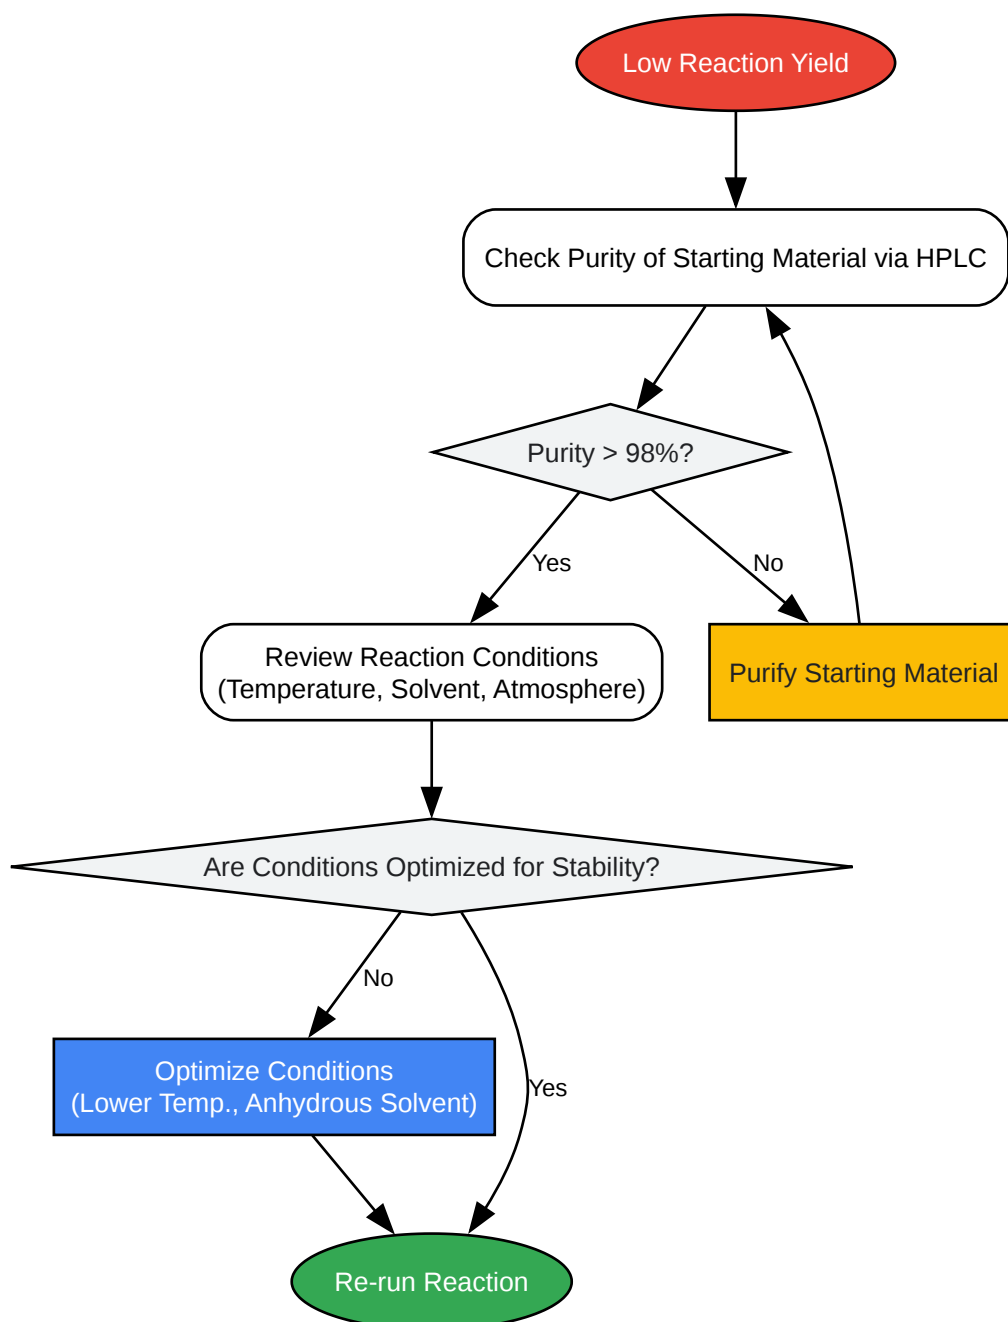 Low Reaction Yield
Check Purity of Starting Material via HPLC
Purity > 98%?
Yes
No
Review Reaction Conditions
(Temperature, Solvent, Atmosphere)
Purify Starting Material
Are Conditions Optimized for Stability?
No
Optimize Conditions
(Lower Temp., Anhydrous Solvent)
Yes
Re-run Reaction